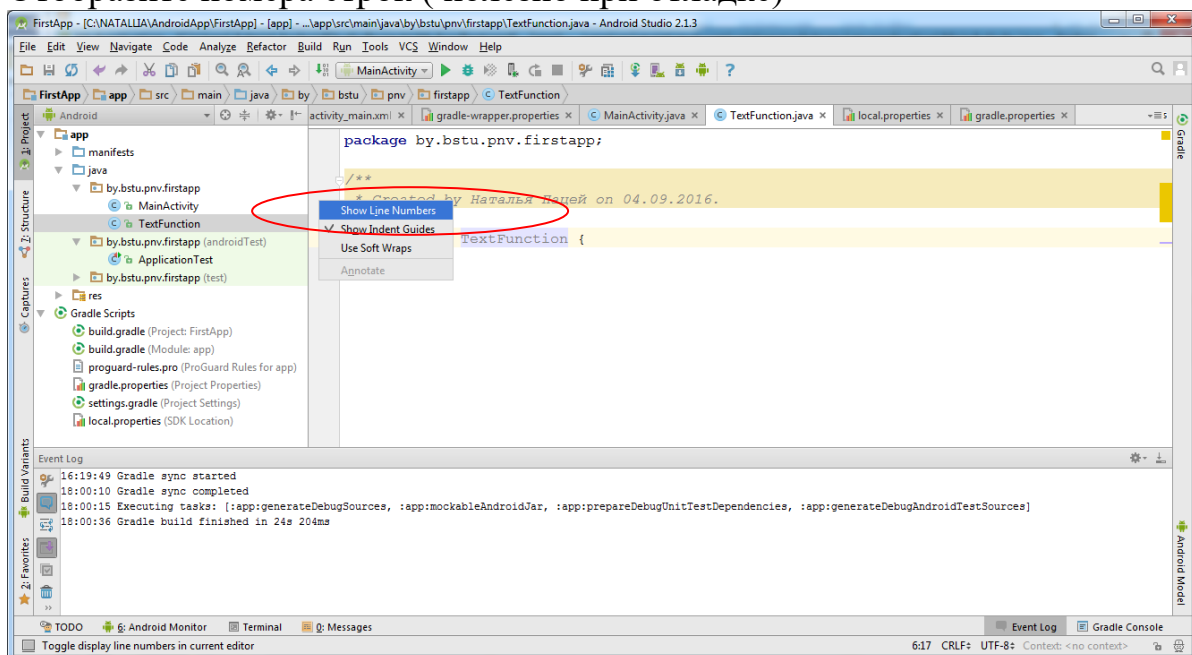 Отобразите номера строк ( полезно при отладке)
FirstApp - [C:\NATALLIA\AndroidApp\FirstApp] - [app] - ...\app\src\main\java\by\bstu\pnv\firstapp\TextFunction.java - Android Studio 2.1.3
File Edit View Navigate Code Analyze Refactor Build Run Tools VCS Window Help
MainActivity
FirstApp app src main java by bstu pnv firstapp TextFunction
Android
activity_main.xml gradle-wrapper.properties MainActivity.java TextFunction.java local.properties gradle.properties
1: Project
Z: Structure
Captures
Build Variants
2: Favorites
app
manifests
java
by.bstu.pnv.firstapp
MainActivity
TextFunction
by.bstu.pnv.firstapp (androidTest)
ApplicationTest
by.bstu.pnv.firstapp (test)
res
Gradle Scripts
build.gradle (Project: FirstApp)
build.gradle (Module: app)
proguard-rules.pro (ProGuard Rules for app)
gradle.properties (Project Properties)
settings.gradle (Project Settings)
local.properties (SDK Location)
package by.bstu.pnv.firstapp;
/**
* Created by Наталья Пацей on 04.09.2016.
TextFunction {
Show Line Numbers
Show Indent Guides
Use Soft Wraps
Annotate
Gradle
Android Model
Event Log
16:19:49 Gradle sync started
18:00:10 Gradle sync completed
18:00:15 Executing tasks: [:app:generateDebugSources, :app:mockableAndroidJar, :app:prepareDebugUnitTestDependencies, :app:generateDebugAndroidTestSources]
18:00:36 Gradle build finished in 24s 204ms
TODO 6: Android Monitor Terminal 0: Messages Event Log Gradle Console
Toggle display line numbers in current editor 6:17 CRLF UTF-8 Context: <no context>